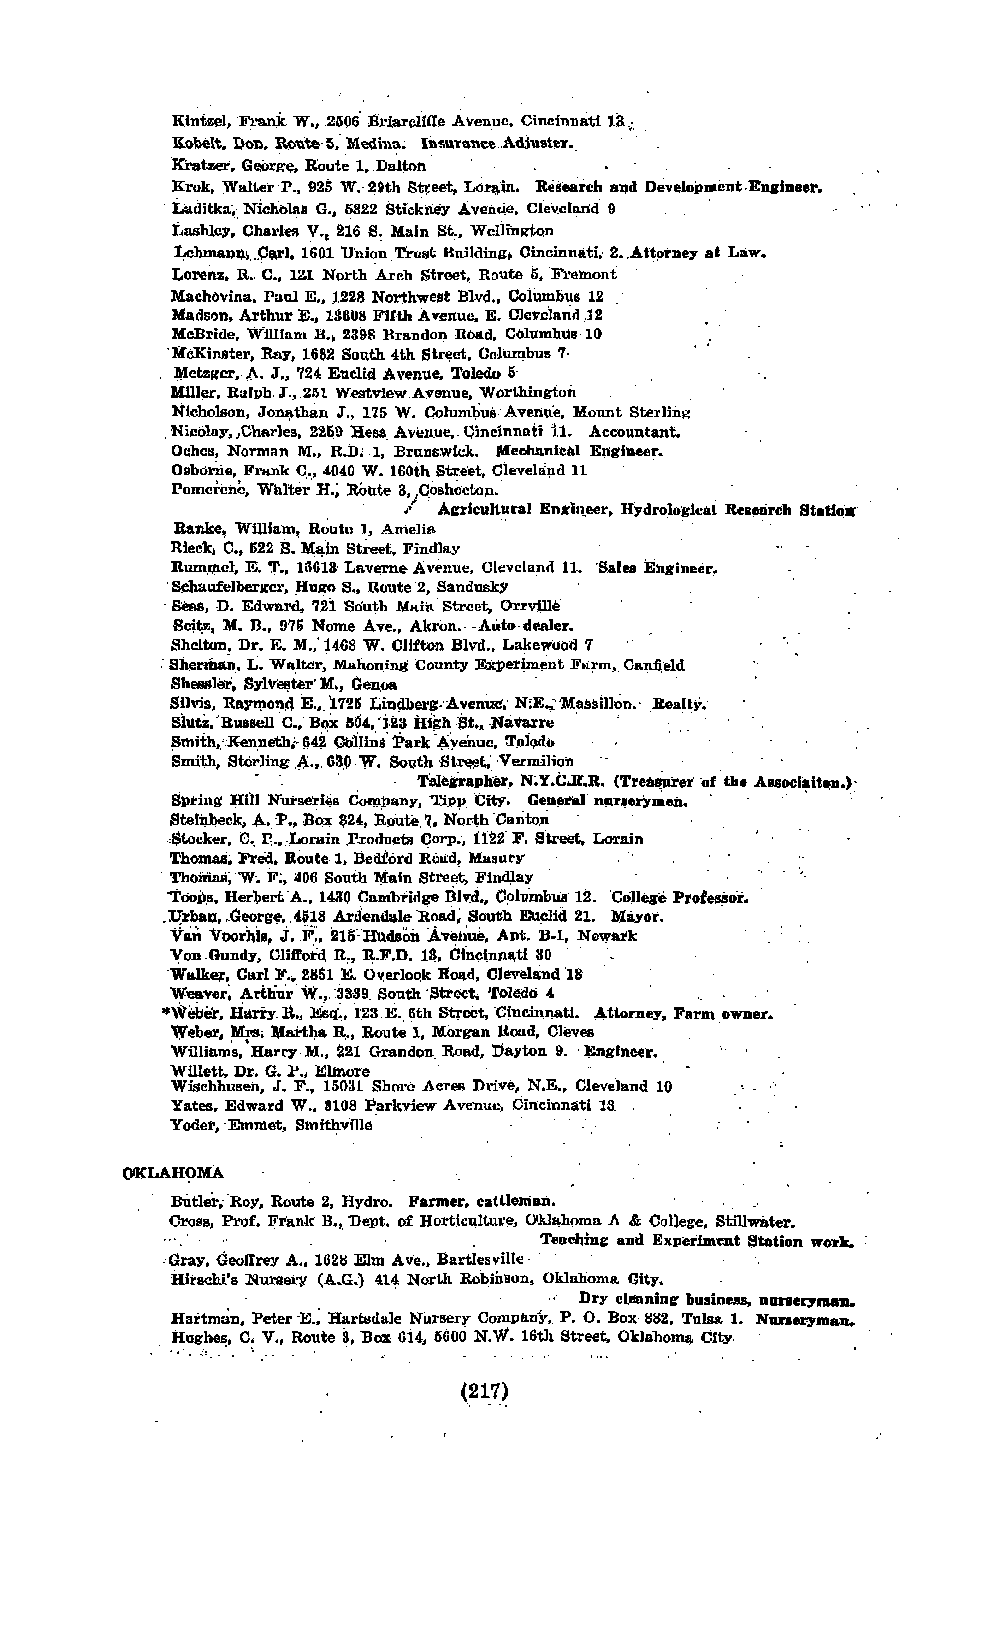 Kintzel, Frank W., 2506 Briarcliffe Avenue, Cincinnati 13
Kobelt, Don, Route 5, Medina. Insurance Adjuster.
Kratzer, George, Route 1, Dalton
Kruk, Walter P., 925 W. 29th Street, Lorain. Research and Development Engineer.
Laditka, Nicholas G., 5822 Stickney Avenue, Cleveland 9
Lashley, Charles V., 216 S. Main St., Wellington
Lehmann, Carl, 1601 Union Trust Building, Cincinnati, 2. Attorney at Law.
Lorenz, R. C., 121 North Arch Street, Route 5, Fremont
Machovina, Paul E., 1228 Northwest Blvd., Columbus 12
Madson, Arthur E., 13608 Fifth Avenue, E. Cleveland 12
McBride, William B., 2398 Brandon Road, Columbus 10
McKinster, Ray, 1682 South 4th Street, Columbus 7
Metzger, A. J., 724 Euclid Avenue, Toledo 5
Miller, Ralph J., 251 Westview Avenue, Worthington
Nicholson, Jonathan J., 175 W. Columbus Avenue, Mount Sterling
Nicolay, Charles, 2259 Hess Avenue, Cincinnati 11. Accountant.
Oches, Norman M., R.D. 1, Brunswick. Mechanical Engineer.
Osborne, Frank C., 4040 W. 160th Street, Cleveland 11
Pomerene, Walter H., Route 3, Coshocton.
Agricultural Engineer, Hydrological Research Station
Ranke, William, Route 1, Amelia
Rieck, C., 522 S. Main Street, Findlay
Rummel, E. T., 16613 Laverne Avenue, Cleveland 11. Sales Engineer.
Schaufelberger, Hugo S., Route 2, Sandusky
Seas, D. Edward, 721 South Main Street, Orrville
Seitz, M. B., 975 Nome Ave., Akron. Auto dealer.
Shelton, Dr. E. M., 1468 W. Clifton Blvd., Lakewood 7
Sherman, L. Walter, Mahoning County Experiment Farm, Canfield
Shessler, Sylvester M., Genoa
Silvis, Raymond E., 1725 Lindberg Avenue, N.E., Massillon. Realty.
Slutz, Russell C., Box 504, 123 High St., Navarre
Smith, Kenneth, 642 Collins Park Avenue, Toledo
Smith, Sterling A., 630 W. South Street, Vermilion
Telegrapher, N.Y.C.R.R. (Treasurer of the Associaiton.)
Spring Hill Nurseries Company, Tipp City. General nurserymen.
Steinbeck, A. P., Box 824, Route 7, North Canton
Stocker, C. P., Lorain Products Corp., 1122 F. Street, Lorain
Thomas, Fred, Route 1, Bedford Road, Masury
Thomas, W. F., 406 South Main Street, Findlay
Toops, Herbert A., 1430 Cambridge Blvd., Columbus 12. College Professor.
Urban, George, 4518 Ardendale Road, South Euclid 21. Mayor.
Van Voorhis, J. F., 215 Hudson Avenue, Apt. B-1, Newark
Von Gundy, Clifford R., R.F.D. 13, Cincinnati 30
Walker, Carl F., 2851 E. Overlook Road, Cleveland 18
Weaver, Arthur W., 3339 South Street, Toledo 4
*Weber, Harry R., Esq., 123 E. 6th Street, Cincinnati. Attorney, Farm owner.
Weber, Mrs. Martha R., Route 1, Morgan Road, Cleves
Williams, Harry M., 221 Grandon Road, Dayton 9. Engineer.
Willett, Dr. G. P., Elmore
Wischhusen, J. F., 15031 Shore Acres Drive, N.E., Cleveland 10
Yates, Edward W., 3108 Parkview Avenue, Cincinnati 13
Yoder, Emmet, Smithville
OKLAHOMA
Butler, Roy, Route 2, Hydro. Farmer, cattleman.
Cross, Prof. Frank B., Dept. of Horticulture, Oklahoma A & College, Stillwater.
Teaching and Experiment Station work.
Gray, Geoffrey A., 1628 Elm Ave., Bartlesville
Hirschi's Nursery (A.G.) 414 North Robinson, Oklahoma City.
Dry cleaning business, nurseryman.
Hartman, Peter E., Hartsdale Nursery Company, P. O. Box 882, Tulsa 1. Nurseryman.
Hughes, C. V., Route 3, Box 614, 5600 N.W. 16th Street, Oklahoma City
(217)